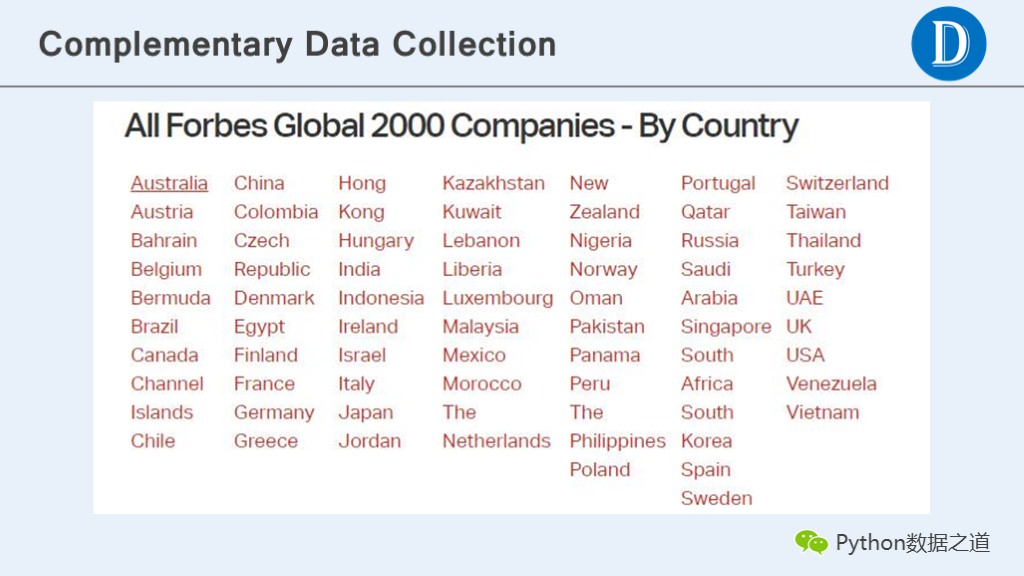 Complementary Data Collection
D
All Forbes Global 2000 Companies - By Country
Australia
Austria
Bahrain
Belgium
Bermuda
Brazil
Canada
Channel
Islands
Chile
China
Colombia
Czech
Republic
Denmark
Egypt
Finland
France
Germany
Greece
Hong
Kong
Hungary
India
Indonesia
Ireland
Israel
Italy
Japan
Jordan
Kazakhstan
Kuwait
Lebanon
Liberia
Luxembourg
Malaysia
Mexico
Morocco
The
Netherlands
New
Zealand
Nigeria
Norway
Oman
Pakistan
Panama
Peru
The
Philippines
Poland
Portugal
Qatar
Russia
Saudi
Arabia
Singapore
South
Africa
South
Korea
Spain
Sweden
Switzerland
Taiwan
Thailand
Turkey
UAE
UK
USA
Venezuela
Vietnam
Python数据之道